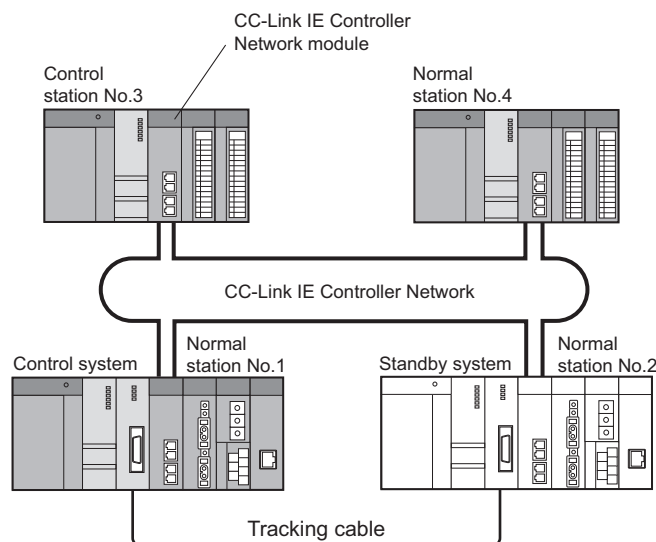 CC-Link IE Controller
Network module
Control
station No.3
Normal
station No.4
CC-Link IE Controller Network
Control system
Normal
station No.1
Standby system
Normal
station No.2
Tracking cable